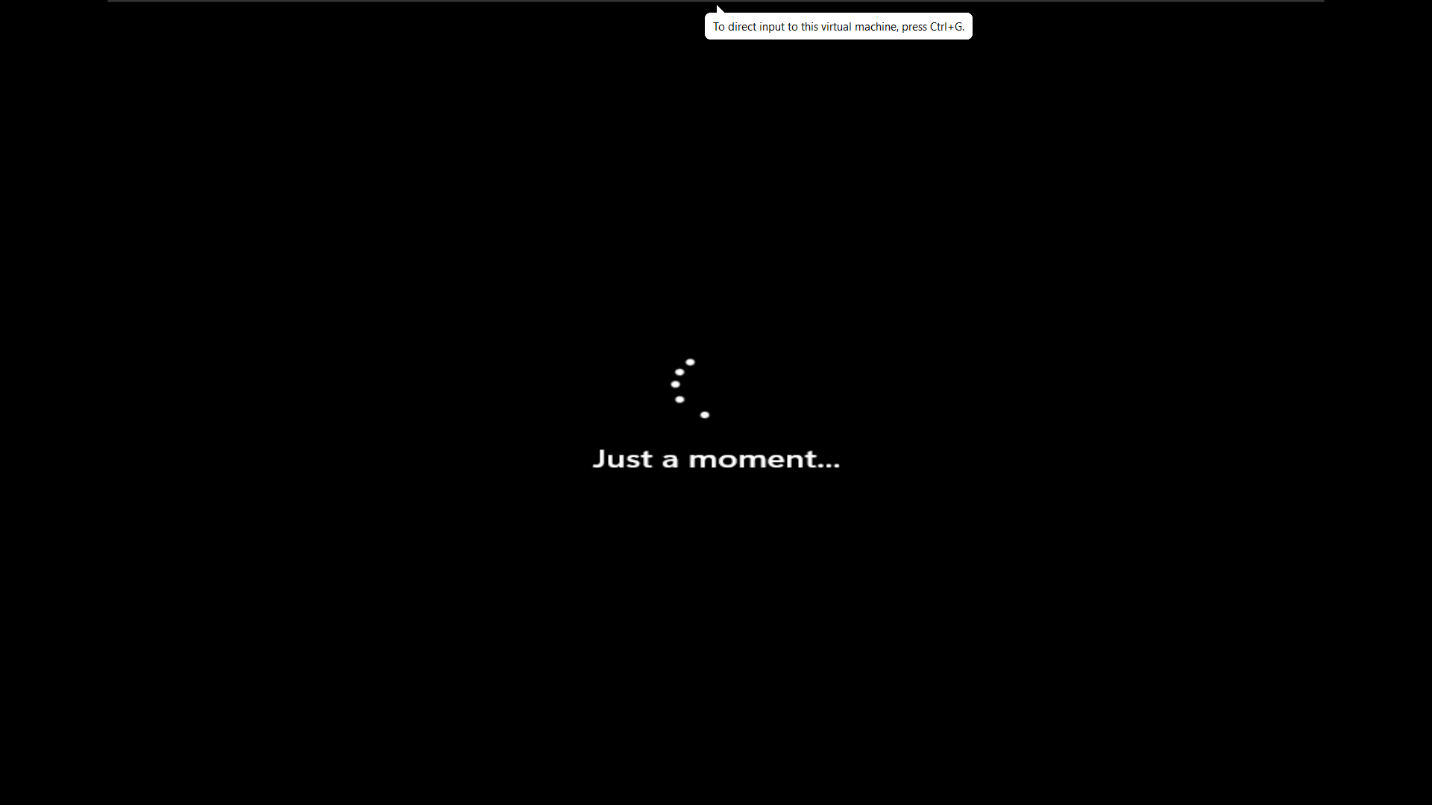 To direct input to this virtual machine, press Ctrl+G.
Just a moment...